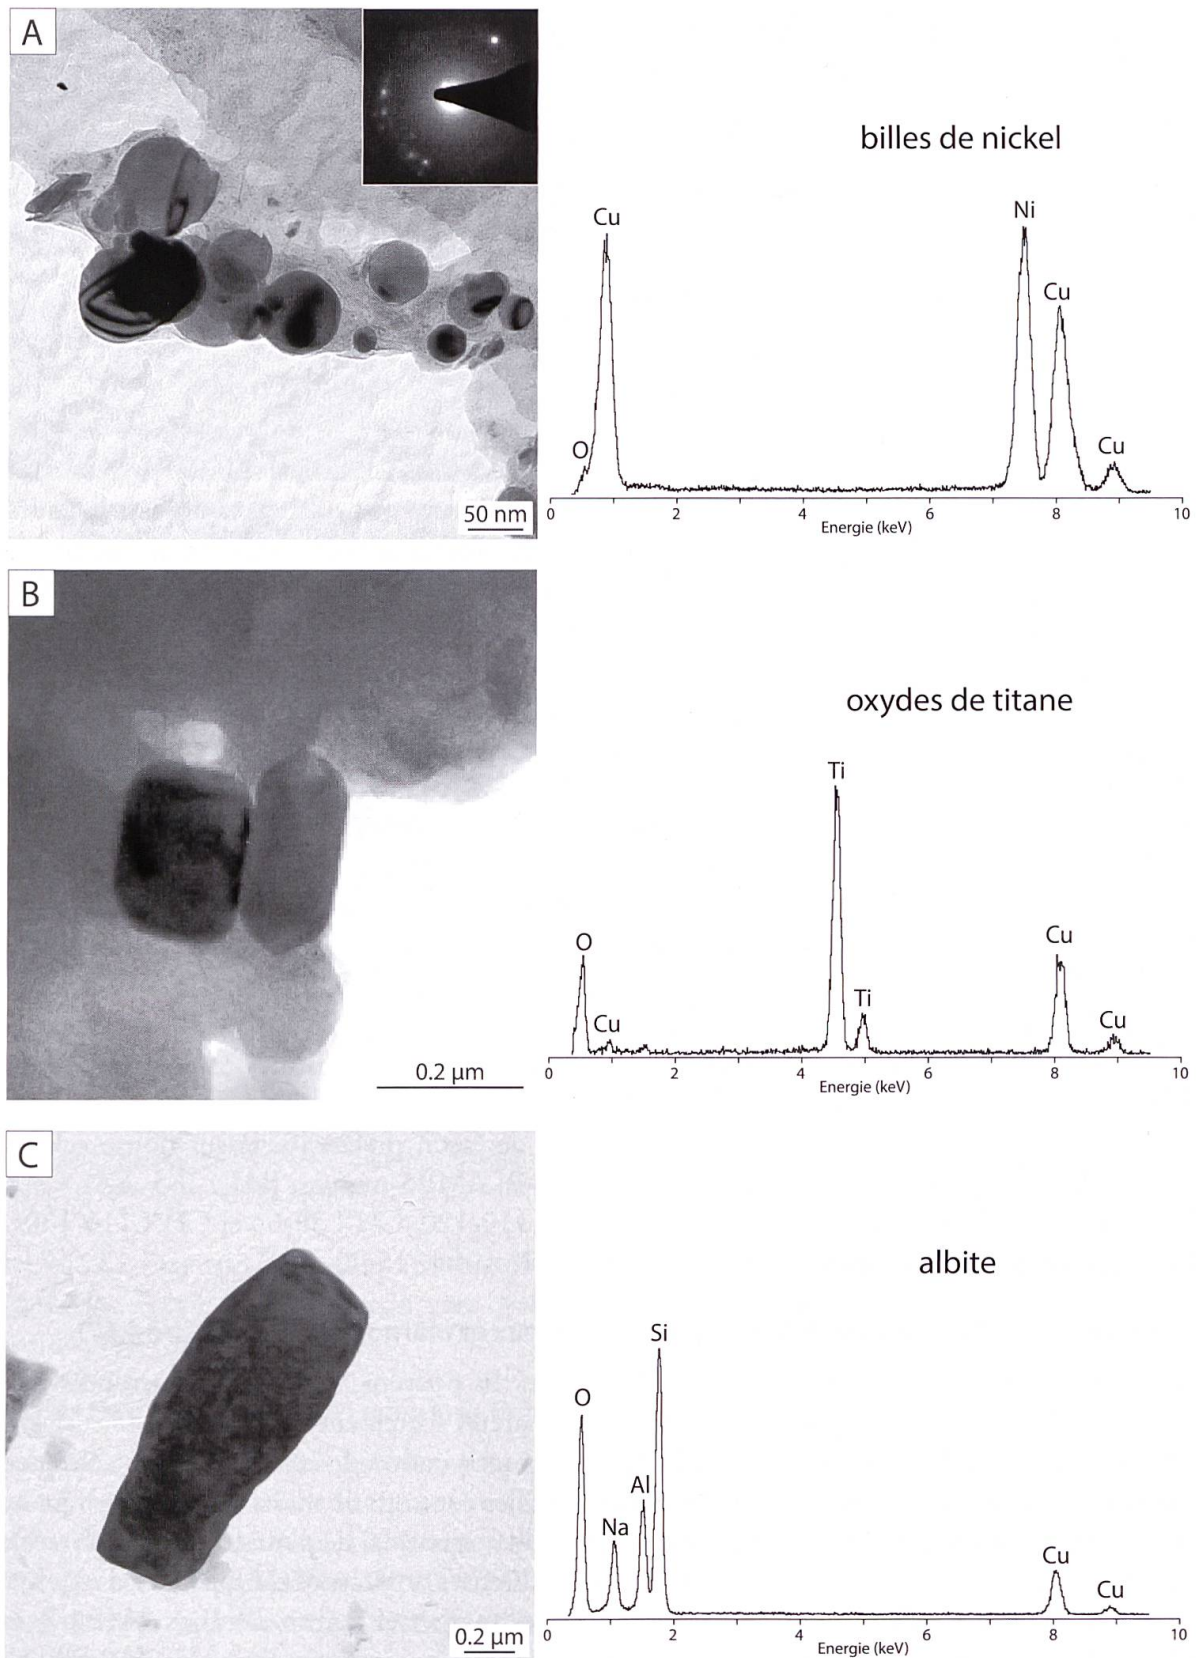 A
billes de nickel
Cu
Ni
Cu
O
Cu
50 nm
0 2 4 6 8 10
Energie (keV)
B
oxydes de titane
Ti
O
Cu
Ti
Cu
Cu
0.2 µm
0 2 4 6 8 10
Energie (keV)
C
albite
Si
O
Al
Na
Cu
Cu
0.2 µm
0 2 4 6 8 10
Energie (keV)